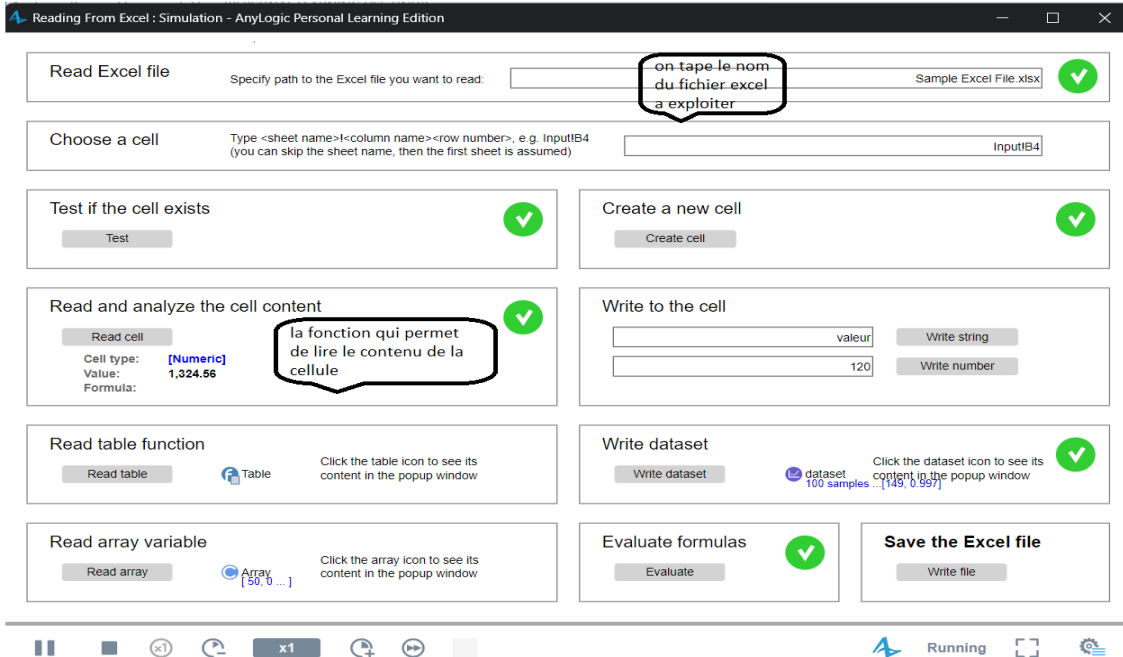 Reading From Excel : Simulation - AnyLogic Personal Learning Edition
Read Excel file
Specify path to the Excel file you want to read:
Sample Excel File.xlsx
on tape le nom
du fichier excel
a exploiter
Choose a cell
Type <sheet name>!<column name><row number>, e.g. Input!B4
(you can skip the sheet name, then the first sheet is assumed)
Input!B4
Test if the cell exists
Test
Create a new cell
Create cell
Read and analyze the cell content
Read cell
Cell type: [Numeric]
Value: 1,324.56
Formula:
la fonction qui permet
de lire le contenu de la
cellule
Write to the cell
valeur
Write string
120
Write number
Read table function
Read table
Table
Click the table icon to see its
content in the popup window
Write dataset
Write dataset
dataset
100 samples ...[149, 0.997]
Click the dataset icon to see its
content in the popup window
Read array variable
Read array
Array
[ 50, 0 ... ]
Click the array icon to see its
content in the popup window
Evaluate formulas
Evaluate
Save the Excel file
Write file
x1
x1
Running